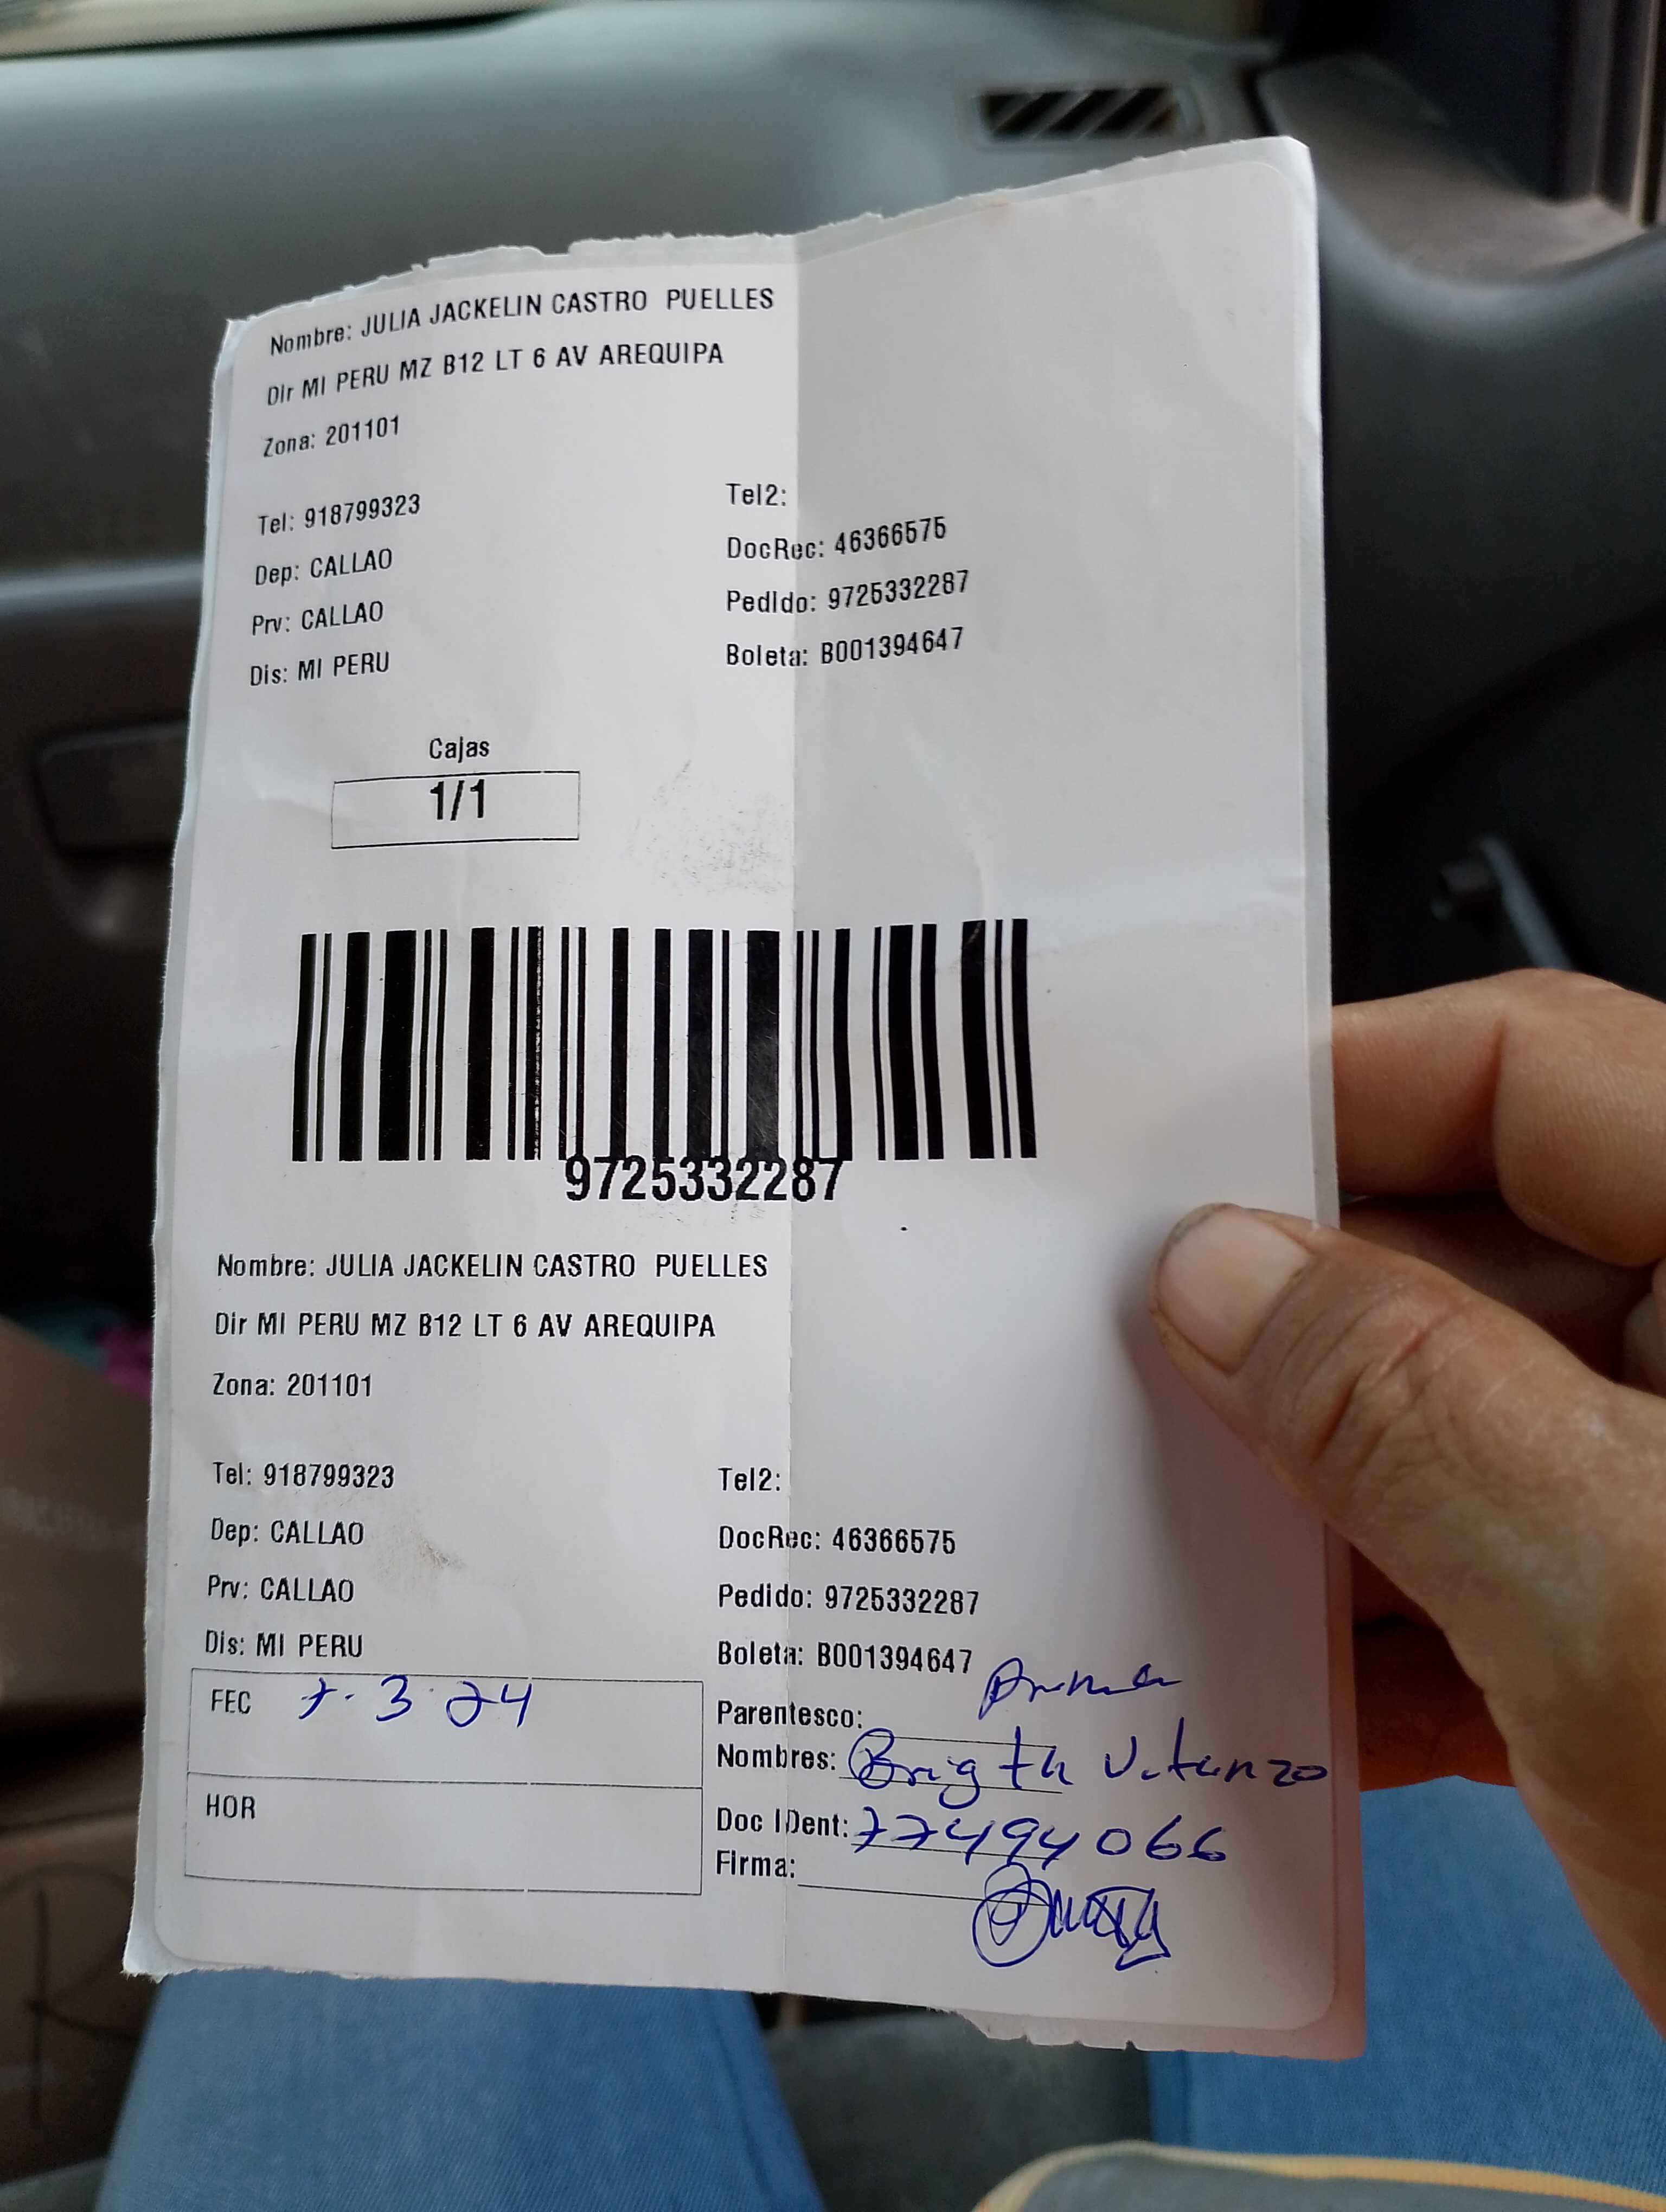 Nombre: JULIA JACKELIN CASTRO PUELLES
Dir MI PERU MZ B12 LT 6 AV AREQUIPA
Zona: 201101
Tel: 918799323 Tel2:
Dep: CALLAO DocRec: 46366575
Prv: CALLAO Pedido: 9725332287
Dis: MI PERU Boleta: B001394647
Cajas
1/1
9725332287
Nombre: JULIA JACKELIN CASTRO PUELLES
Dir MI PERU MZ B12 LT 6 AV AREQUIPA
Zona: 201101
Tel: 918799323 Tel2:
Dep: CALLAO DocRec: 46366575
Prv: CALLAO Pedido: 9725332287
Dis: MI PERU Boleta: B001394647
FEC 7. 3 24 Parentesco: Prima
Nombres: Brigth
HOR Doc IDent: 77494066
Firma: